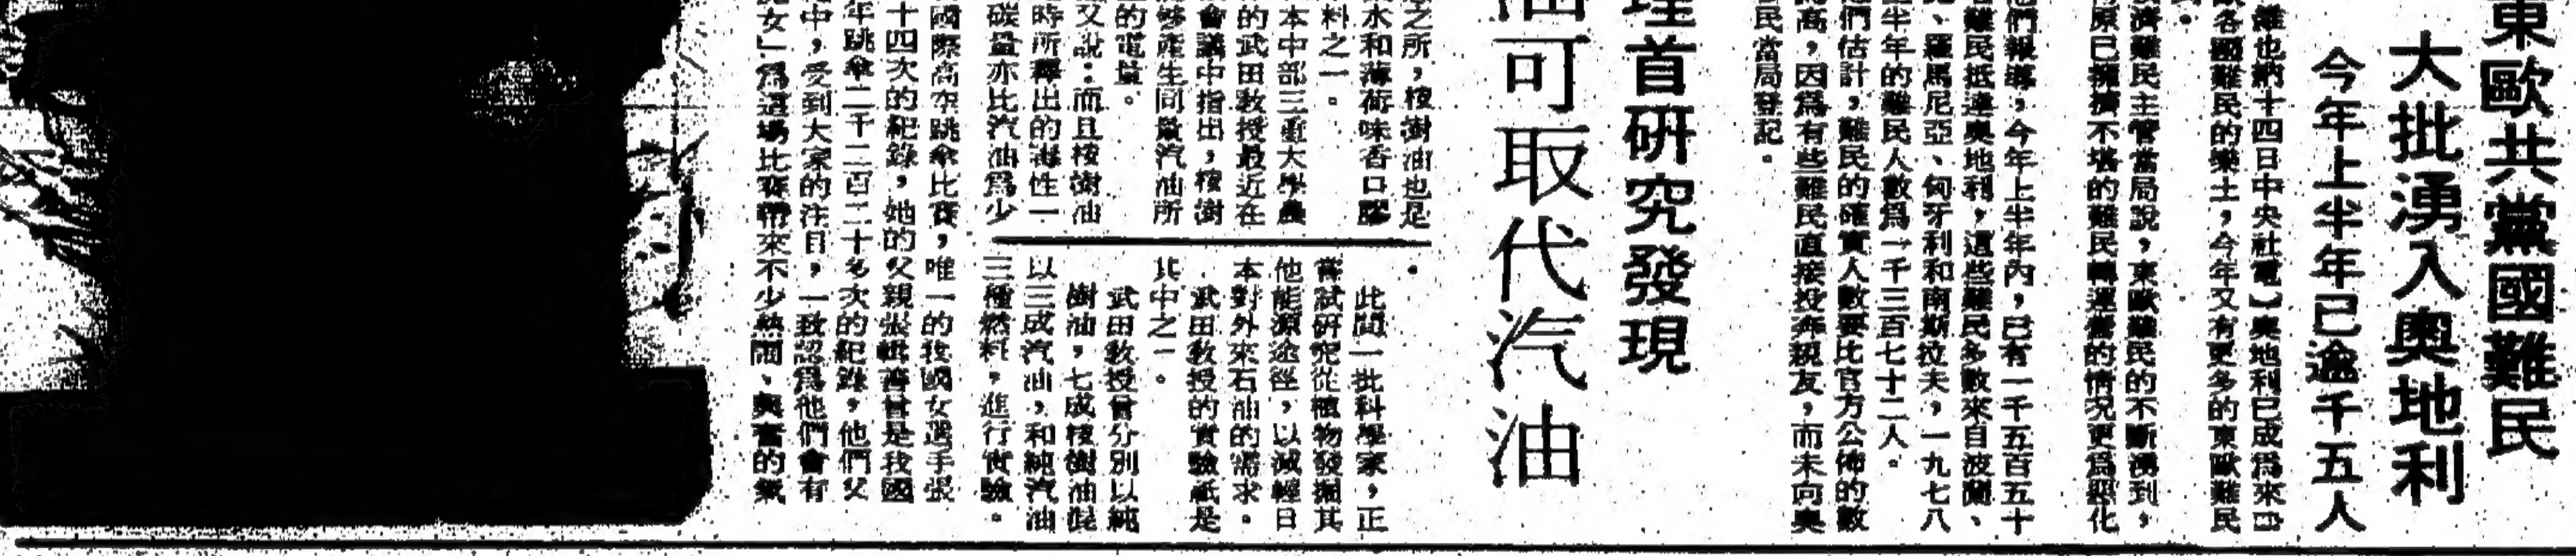 東歐共黨國難民
大批湧入奧地利
今年上半年已逾千五人
維也納十四日中央社電】奧地利已成為來自
歐各國難民的樂土,今年又有更多的東歐難民
濟難民主管當局說,東歐難民的不斷湧到,
原已擁擠不堪的難民轉運營的情況更為惡化
他們報導,今年上半年內,已有一千五百五十
名難民抵達奧地利,這些難民多數來自波蘭、
、羅馬尼亞、匈牙利和南斯拉夫,一九七八
上半年的難民人數為一千三百七十二人。
他們估計,難民的確實人數要比官方公佈的數
高,因為有些難民直接投奔親友,而未向奧
民當局登記。
理首研究發現
油可取代汽油
之所,桉樹油也是
水和薄荷味香口膠
料之一。
本中部三重大學農
的武田教授最近在
會議中指出,桉樹
够產生同量汽油所
的電量。
又說:而且桉樹油
時所釋出的毒性一
碳量亦比汽油為少
此間一批科學家,正
嘗試研究從植物發掘其
他能源途徑,以減輕日
本對外來石油的需求。
武田教授的實驗祇是
其中之一。
武田教授曾分別以純
樹油,七成桉樹油混
以三成汽油,和純汽油
三種燃料,進行實驗。
國際高空跳傘比賽,唯一的我國女選手張
十四次的紀錄,她的父親張輯善曾是我國
年跳傘二千二百二十多次的紀錄,他們父
中,受到大家的注目,一致認為他們會有
女」為這場比賽帶來不少熱鬧、興奮的氣